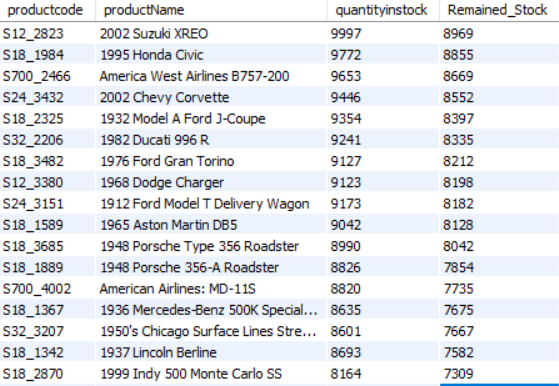 productcode productName quantityinstock Remained_Stock
S12_2823 2002 Suzuki XREO 9997 8969
S18_1984 1995 Honda Civic 9772 8855
S700_2466 America West Airlines B757-200 9653 8669
S24_3432 2002 Chevy Corvette 9446 8552
S18_2325 1932 Model A Ford J-Coupe 9354 8397
S32_2206 1982 Ducati 996 R 9241 8335
S18_3482 1976 Ford Gran Torino 9127 8212
S12_3380 1968 Dodge Charger 9123 8198
S24_3151 1912 Ford Model T Delivery Wagon 9173 8182
S18_1589 1965 Aston Martin DB5 9042 8128
S18_3685 1948 Porsche Type 356 Roadster 8990 8042
S18_1889 1948 Porsche 356-A Roadster 8826 7854
S700_4002 American Airlines: MD-11S 8820 7735
S18_1367 1936 Mercedes-Benz 500K Special... 8635 7675
S32_3207 1950's Chicago Surface Lines Stre... 8601 7667
S18_1342 1937 Lincoln Berline 8693 7582
S18_2870 1999 Indy 500 Monte Carlo SS 8164 7309